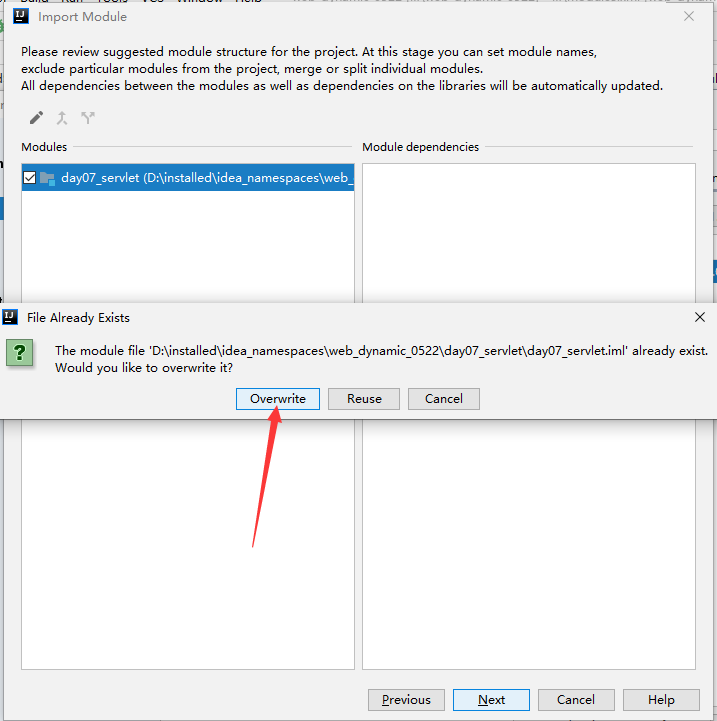 Import Module
Please review suggested module structure for the project. At this stage you can set module names,
exclude particular modules from the project, merge or split individual modules.
All dependencies between the modules as well as dependencies on the libraries will be automatically updated.
Modules
Module dependencies
day07_servlet (D:\installed\idea_namespaces\web_
File Already Exists
The module file 'D:\installed\idea_namespaces\web_dynamic_0522\day07_servlet\day07_servlet.iml' already exist.
Would you like to overwrite it?
Overwrite
Reuse
Cancel
Previous
Next
Cancel
Help